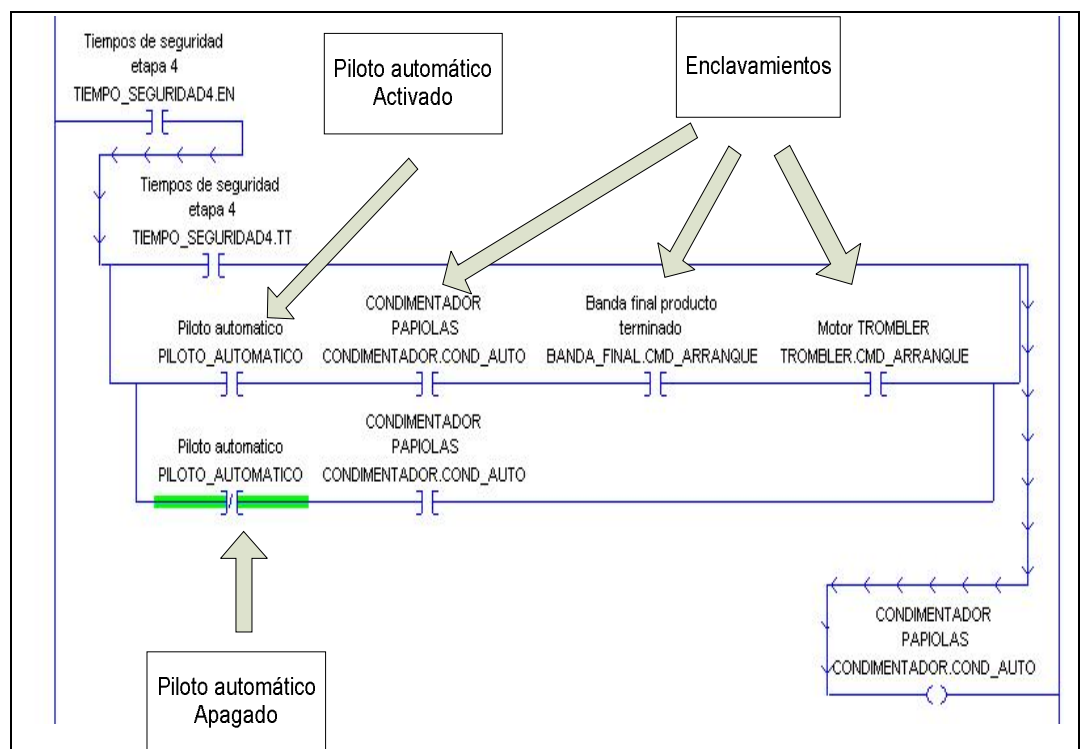 Tiempos de seguridad
etapa 4
TIEMPO_SEGURIDAD4.EN
Piloto automático
Activado
Enclavamientos
Tiempos de seguridad
etapa 4
TIEMPO_SEGURIDAD4.TT
Piloto automatico
PILOTO_AUTOMATICO
CONDIMENTADOR
PAPIOLAS
CONDIMENTADOR.COND_AUTO
Banda final producto
terminado
BANDA_FINAL.CMD_ARRANQUE
Motor TROMBLER
TROMBLER.CMD_ARRANQUE
Piloto automatico
PILOTO_AUTOMATICO
CONDIMENTADOR
PAPIOLAS
CONDIMENTADOR.COND_AUTO
CONDIMENTADOR
PAPIOLAS
CONDIMENTADOR.COND_AUTO
Piloto automático
Apagado